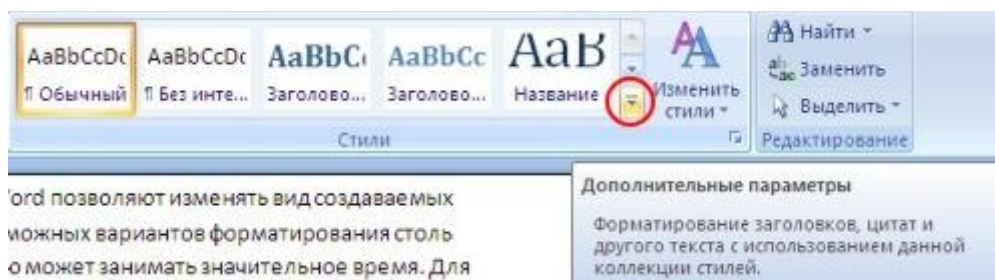 AaBbCcDc AaBbCcDc AaBbC AaBbCc AaB
¶ Обычный ¶ Без инте... Заголово... Заголово... Название
Изменить
стили
Найти
Заменить
Выделить
Стили
Редактирование
ord позволяют изменять вид создаваемых
можных вариантов форматирования столь
о может занимать значительное время. Для
Дополнительные параметры
Форматирование заголовков, цитат и
другого текста с использованием данной
коллекции стилей.